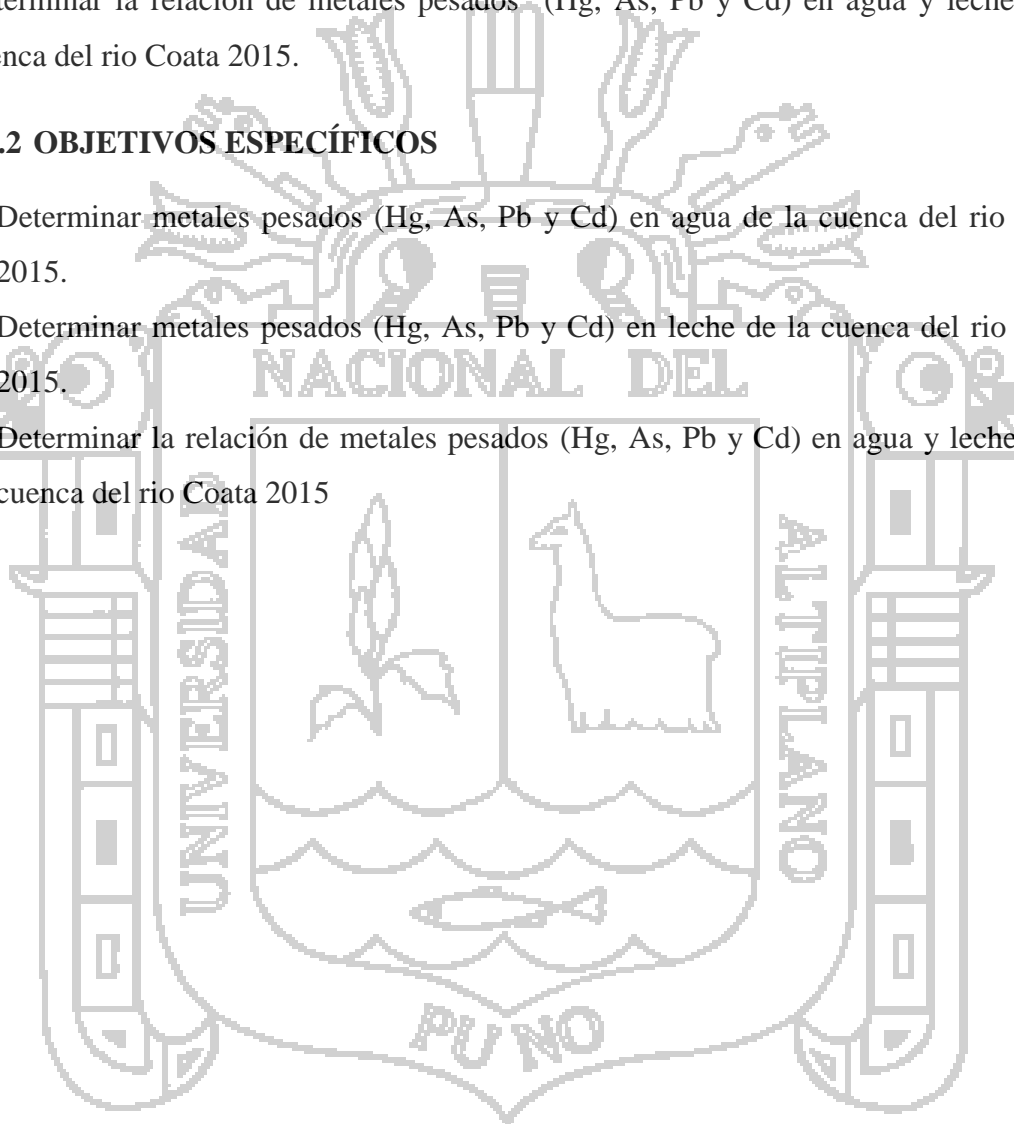 terminar la relación de metales pesados (Hg, As, Pb y Cd) en agua y leche
enca del rio Coata 2015.
.2 OBJETIVOS ESPECÍFICOS
Determinar metales pesados (Hg, As, Pb y Cd) en agua de la cuenca del rio
2015.
Determinar metales pesados (Hg, As, Pb y Cd) en leche de la cuenca del rio
2015.
Determinar la relación de metales pesados (Hg, As, Pb y Cd) en agua y leche
cuenca del rio Coata 2015
NACIONAL DEL
UNIVERSIDAD
ALTIPLANO
PUNO